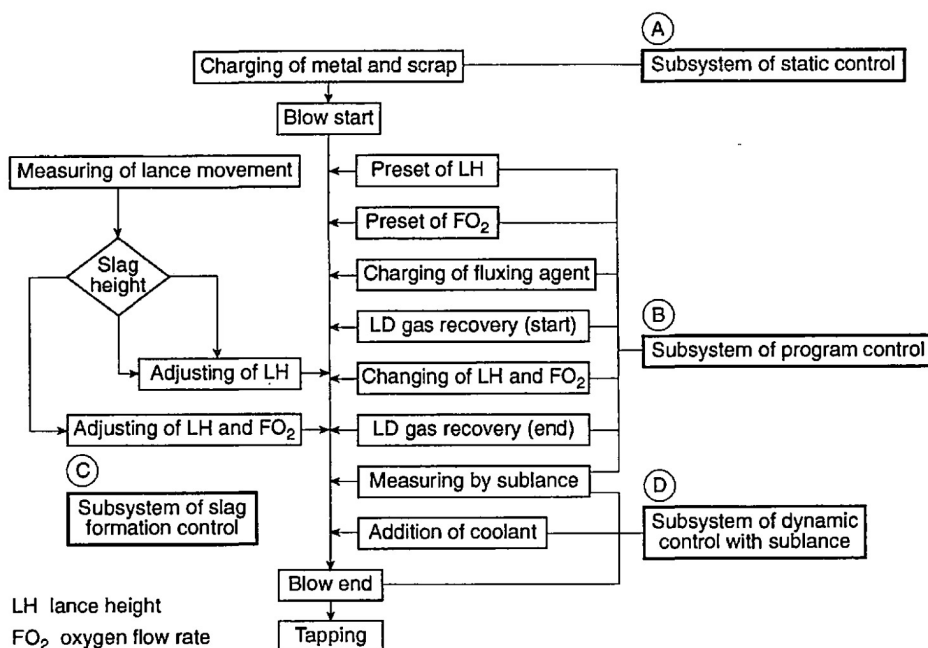 A
Charging of metal and scrap
Subsystem of static control
Blow start
Measuring of lance movement
Preset of LH
Preset of FO₂
Slag
height
Charging of fluxing agent
B
LD gas recovery (start)
Subsystem of program control
Adjusting of LH
Changing of LH and FO₂
Adjusting of LH and FO₂
LD gas recovery (end)
C
Measuring by sublance
D
Subsystem of slag
formation control
Addition of coolant
Subsystem of dynamic
control with sublance
Blow end
LH lance height
FO₂ oxygen flow rate
Tapping